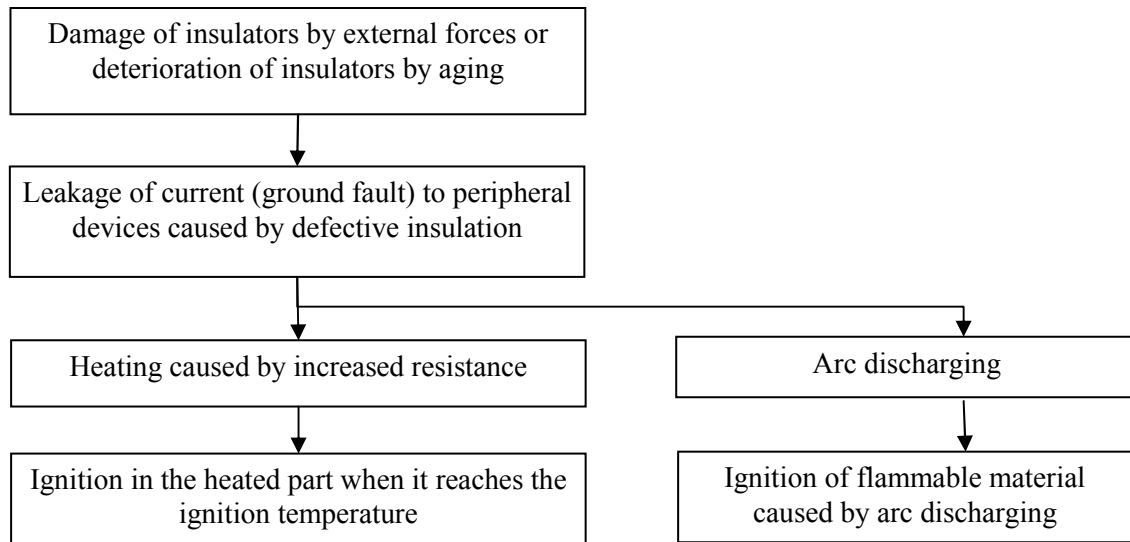 Damage of insulators by external forces or
deterioration of insulators by aging
Leakage of current (ground fault) to peripheral
devices caused by defective insulation
Heating caused by increased resistance
Arc discharging
Ignition in the heated part when it reaches the
ignition temperature
Ignition of flammable material
caused by arc discharging